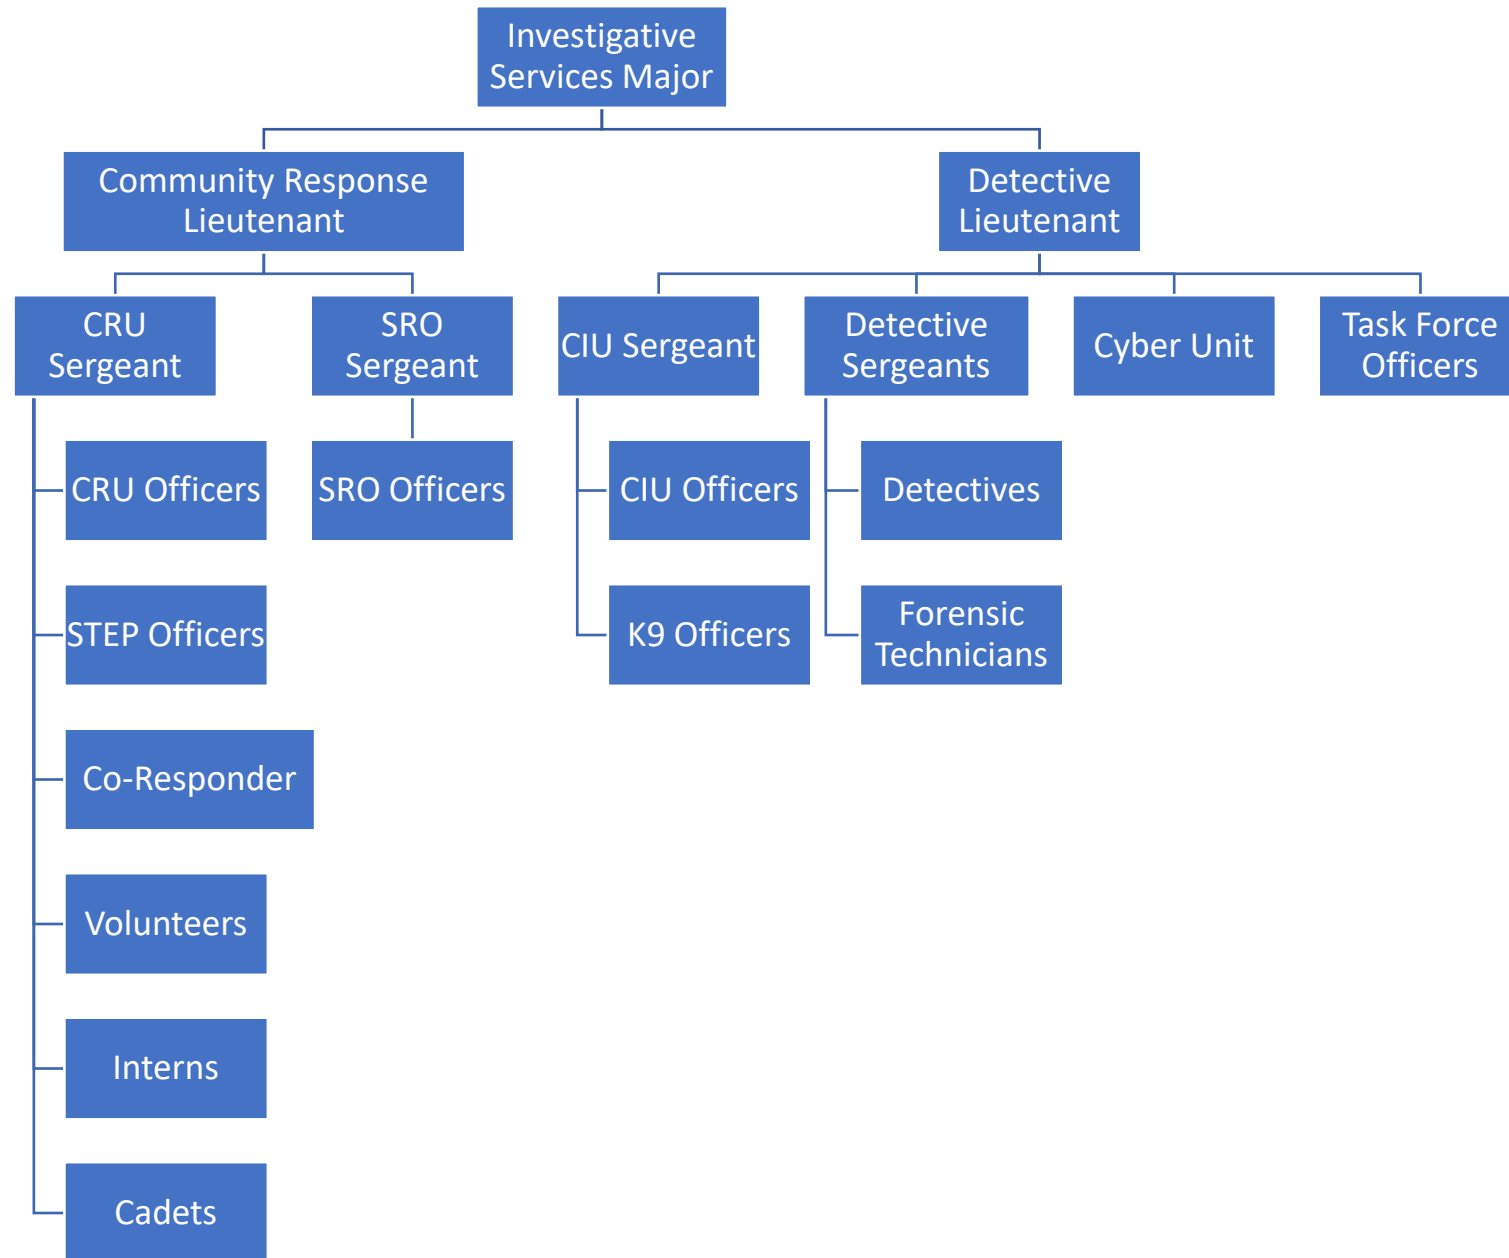 Investigative
Services Major
Community Response
Lieutenant
Detective
Lieutenant
CRU
Sergeant
SRO
Sergeant
CIU Sergeant
Detective
Sergeants
Cyber Unit
Task Force
Officers
CRU Officers
SRO Officers
CIU Officers
Detectives
STEP Officers
K9 Officers
Forensic
Technicians
Co-Responder
Volunteers
Interns
Cadets